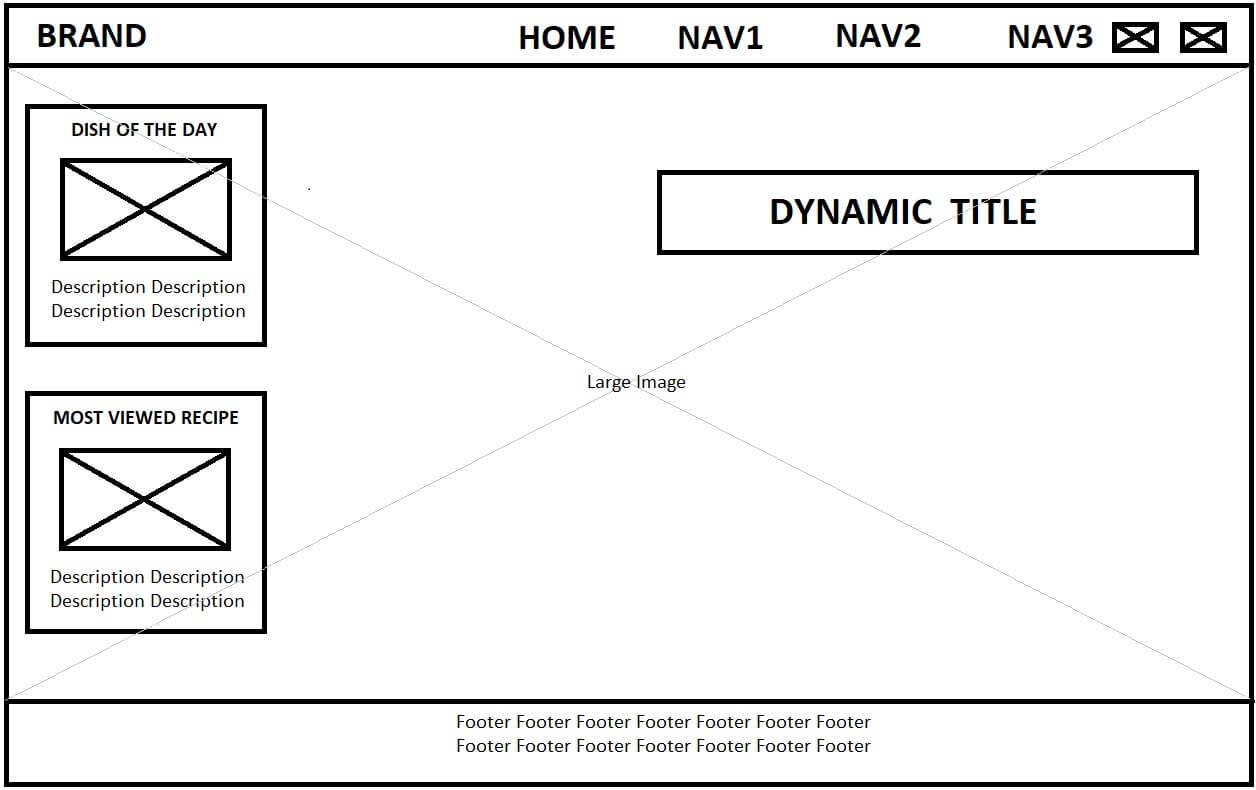 BRAND HOME NAV1 NAV2 NAV3
DISH OF THE DAY
Description Description
Description Description
DYNAMIC TITLE
Large Image
MOST VIEWED RECIPE
Description Description
Description Description
Footer Footer Footer Footer Footer Footer Footer
Footer Footer Footer Footer Footer Footer Footer